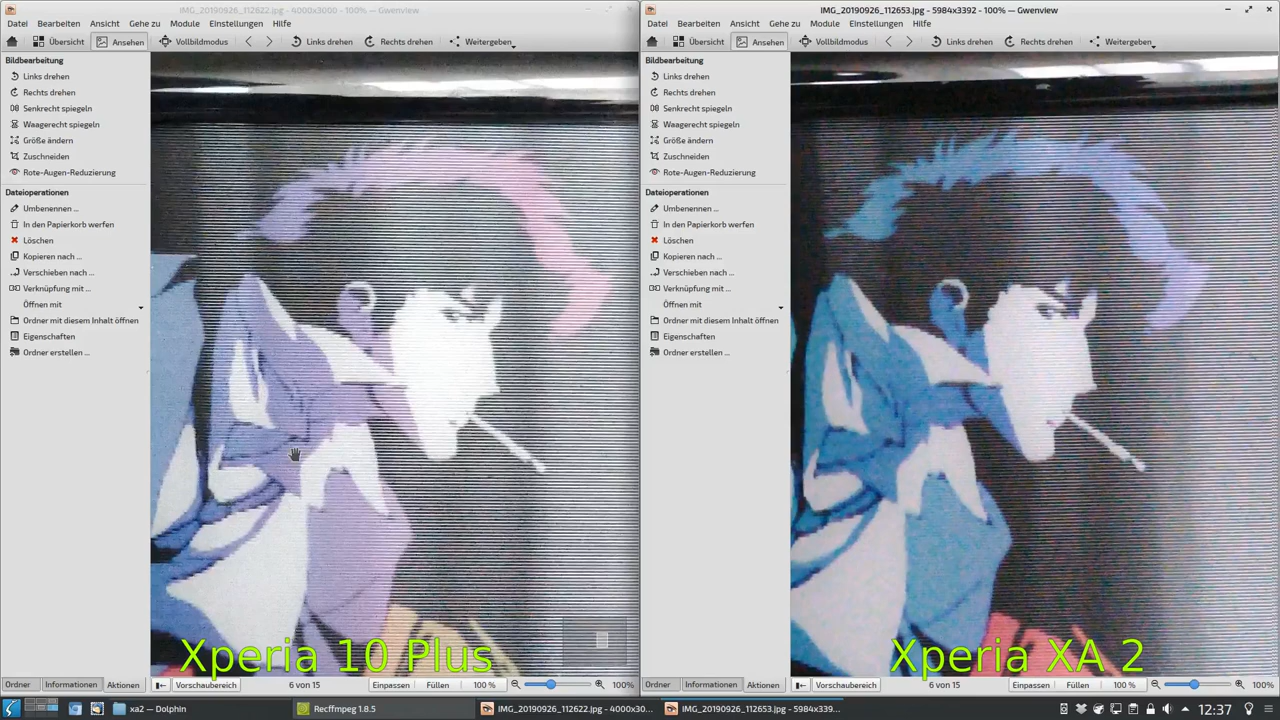 IMG_20190926_112622.jpg - 4000x3000 - 100% — Gwenview
Datei Bearbeiten Ansicht Gehe zu Module Einstellungen Hilfe
Übersicht Ansehen Vollbildmodus Links drehen Rechts drehen Weitergeben
Bildbearbeitung
Links drehen
Rechts drehen
Senkrecht spiegeln
Waagerecht spiegeln
Größe ändern
Zuschneiden
Rote-Augen-Reduzierung
Dateioperationen
Umbenennen ...
In den Papierkorb werfen
Löschen
Kopieren nach ...
Verschieben nach ...
Verknüpfung mit ...
Öffnen mit
Ordner mit diesem Inhalt öffnen
Eigenschaften
Ordner erstellen ...
Xperia 10 Plus
Ordner Informationen Aktionen Vorschaubereich 6 von 15 Einpassen Füllen 100 % 100%
IMG_20190926_112653.jpg - 5984x3392 - 100% — Gwenview
Datei Bearbeiten Ansicht Gehe zu Module Einstellungen Hilfe
Übersicht Ansehen Vollbildmodus Links drehen Rechts drehen Weitergeben
Bildbearbeitung
Links drehen
Rechts drehen
Senkrecht spiegeln
Waagerecht spiegeln
Größe ändern
Zuschneiden
Rote-Augen-Reduzierung
Dateioperationen
Umbenennen ...
In den Papierkorb werfen
Löschen
Kopieren nach ...
Verschieben nach ...
Verknüpfung mit ...
Öffnen mit
Ordner mit diesem Inhalt öffnen
Eigenschaften
Ordner erstellen ...
Xperia XA 2
Ordner Informationen Aktionen Vorschaubereich 6 von 15 Einpassen Füllen 100 % 100%
xa2 — Dolphin Recffmpeg 1.8.5 IMG_20190926_112622.jpg - 4000x30... IMG_20190926_112653.jpg - 5984x339... 12:37